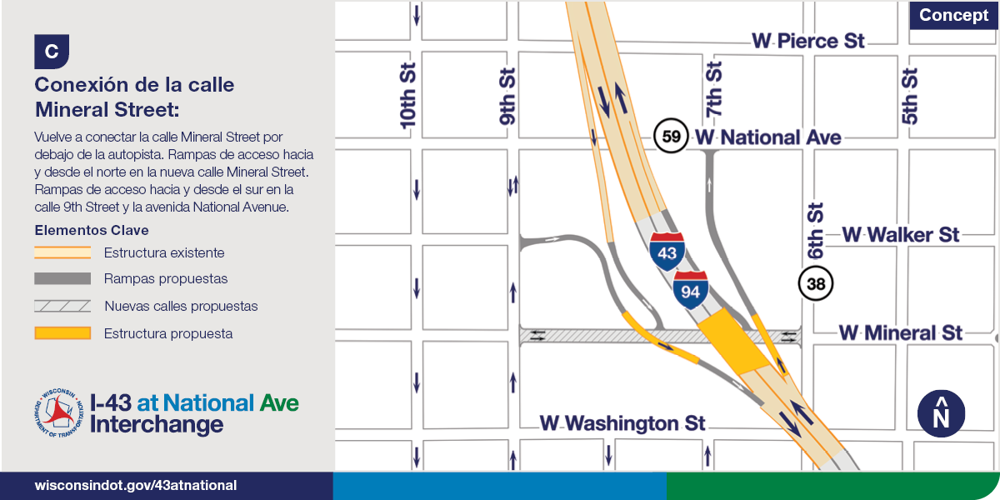 C
Conexión de la calle
Mineral Street:
Vuelve a conectar la calle Mineral Street por
debajo de la autopista. Rampas de acceso hacia
y desde el norte en la nueva calle Mineral Street.
Rampas de acceso hacia y desde el sur en la
calle 9th Street y la avenida National Avenue.
Elementos Clave
Estructura existente
Rampas propuestas
Nuevas calles propuestas
Estructura propuesta
WISCONSIN
DEPARTMENT OF TRANSPORTATION
I-43 at National Ave
Interchange
wisconsindot.gov/43atnational
Concept
W Pierce St
10th St
9th St
7th St
5th St
59
W National Ave
6th St
W Walker St
43
94
38
W Mineral St
W Washington St
N